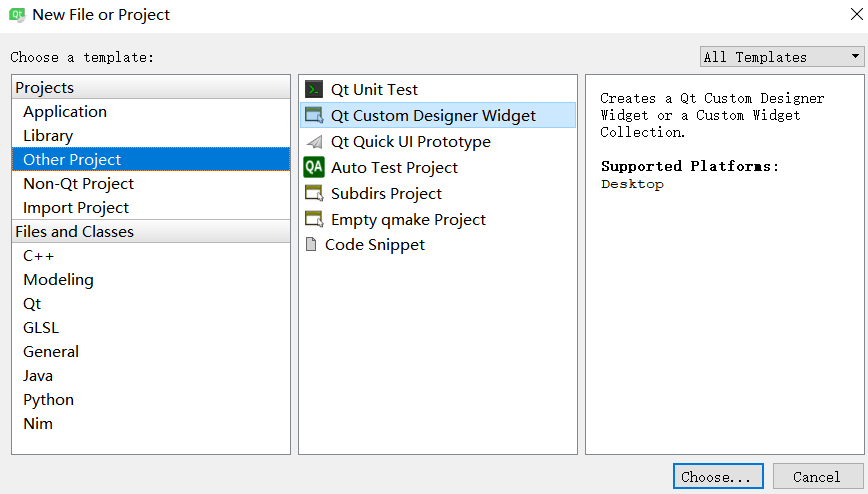 New File or Project
Choose a template:
All Templates
Projects
Application
Library
Other Project
Non-Qt Project
Import Project
Files and Classes
C++
Modeling
Qt
GLSL
General
Java
Python
Nim
Qt Unit Test
Qt Custom Designer Widget
Qt Quick UI Prototype
QA Auto Test Project
Subdirs Project
Empty qmake Project
Code Snippet
Creates a Qt Custom Designer
Widget or a Custom Widget
Collection.
Supported Platforms:
Desktop
Choose...
Cancel